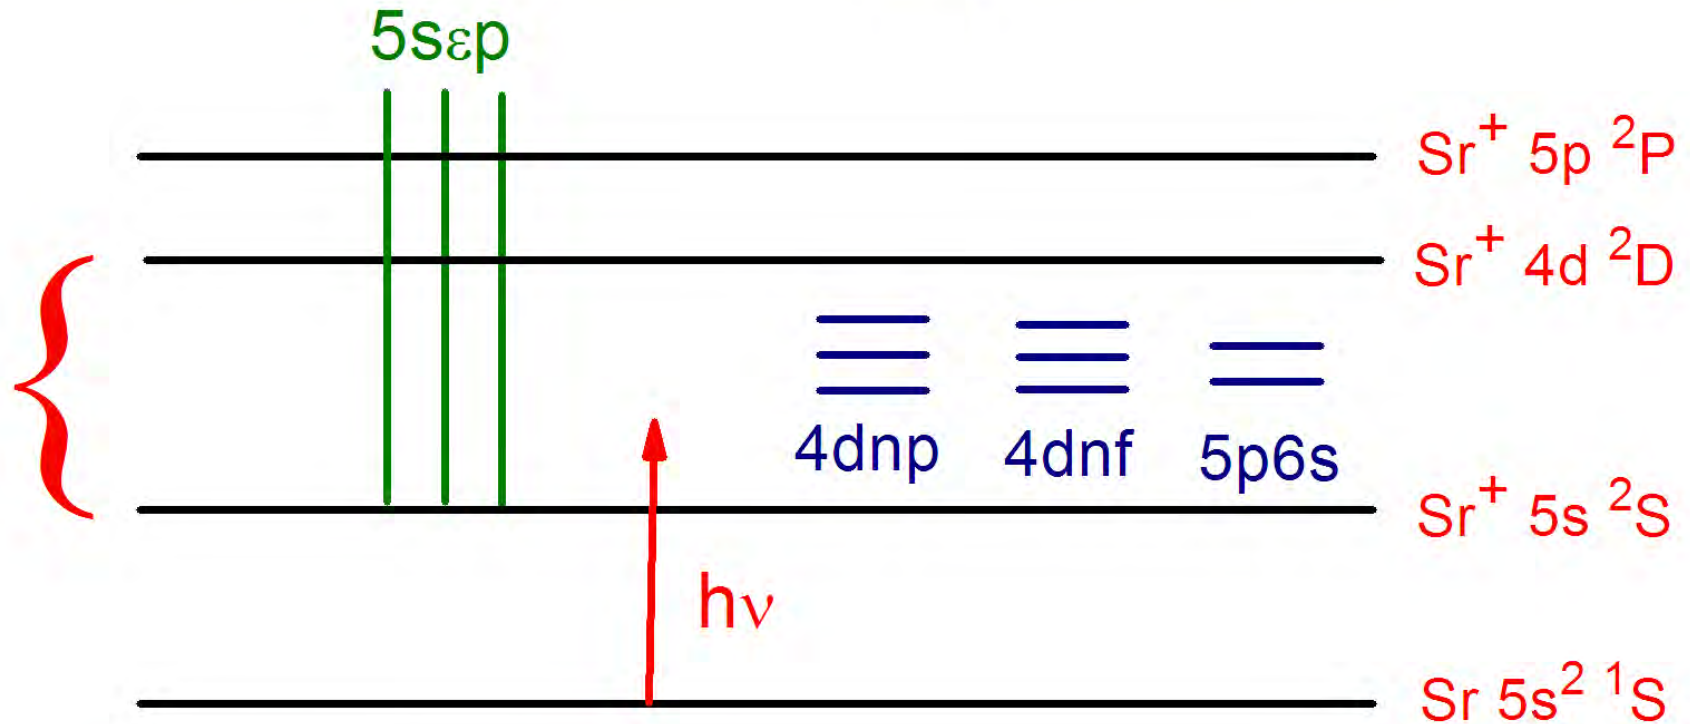 5sεp
Sr⁺ 5p ²P
Sr⁺ 4d ²D
4dnp 4dnf 5p6s
Sr⁺ 5s ²S
hν
Sr 5s² ¹S